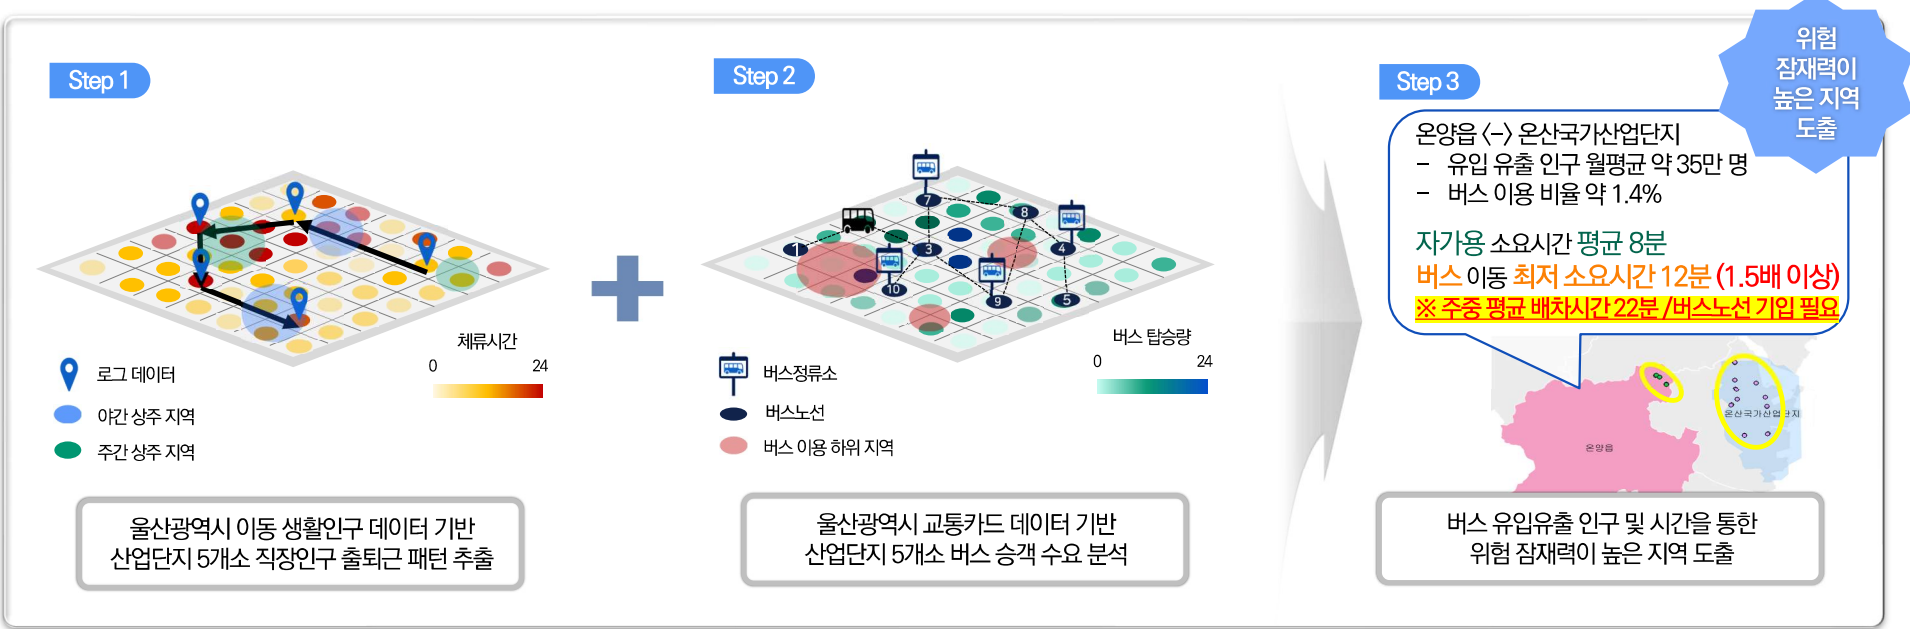 Step 1
체류시간
0 24
로그 데이터
야간 상주 지역
주간 상주 지역
울산광역시 이동 생활인구 데이터 기반
산업단지 5개소 직장인구 출퇴근 패턴 추출
Step 2
7
8
1
3
4
10
9
5
버스 탑승량
0 24
버스정류소
버스노선
버스 이용 하위 지역
울산광역시 교통카드 데이터 기반
산업단지 5개소 버스 승객 수요 분석
Step 3
위험
잠재력이
높은 지역
도출
온양읍 <-> 온산국가산업단지
- 유입 유출 인구 월평균 약 35만 명
- 버스 이용 비율 약 1.4%
자가용 소요시간 평균 8분
버스 이동 최저 소요시간 12분 (1.5배 이상)
※ 주중 평균 배차시간 22분 /버스노선 기입 필요
온산국가산업단지
온양읍
버스 유입유출 인구 및 시간을 통한
위험 잠재력이 높은 지역 도출